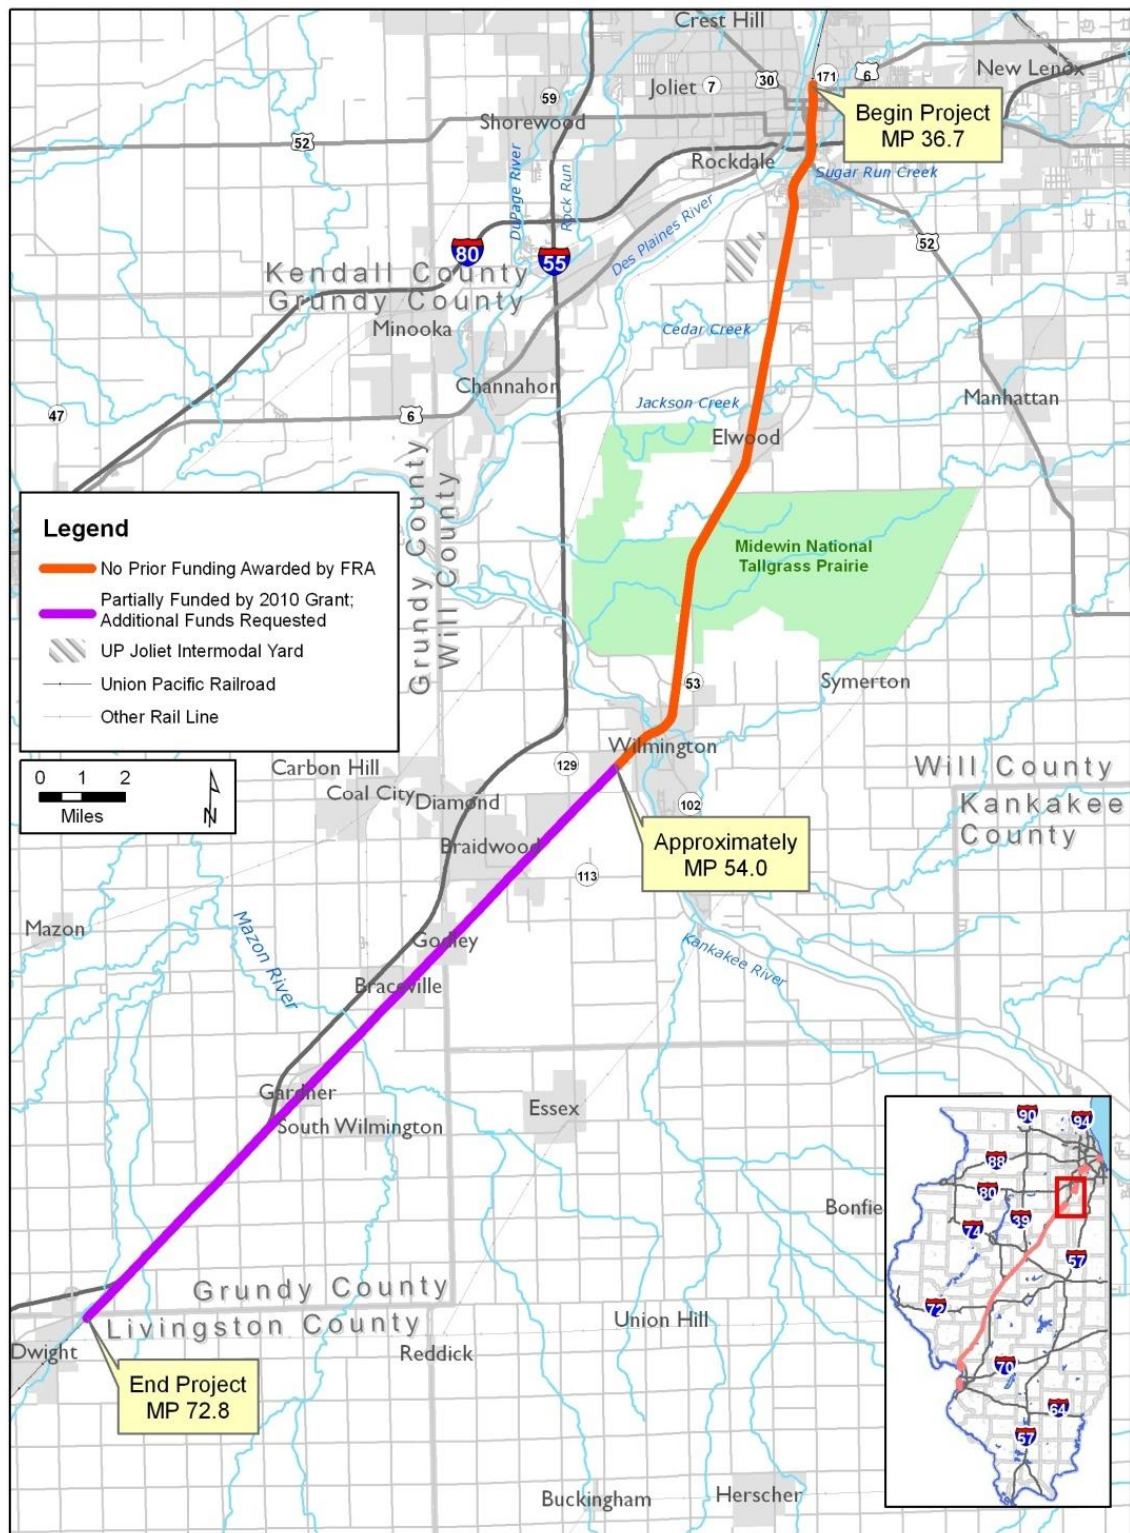 Crest Hill
Joliet
7
30
171
6
New Lenox
59
Shorewood
52
Begin Project
MP 36.7
Rockdale
Sugar Run Creek
DuPage River
Rock Run
Des Plaines River
52
80
55
Kendall County
Grundy County
Minooka
Cedar Creek
Channahon
47
6
Jackson Creek
Manhattan
Elwood
Grundy County
Will County
Midewin National
Tallgrass Prairie
Legend
No Prior Funding Awarded by FRA
Partially Funded by 2010 Grant;
Additional Funds Requested
UP Joliet Intermodal Yard
Union Pacific Railroad
Other Rail Line
0 1 2
Miles
N
53
Symerton
Wilmington
129
Carbon Hill
Coal City
Diamond
102
Will County
Kankakee
County
Braidwood
Approximately
MP 54.0
113
Mazon
Mazon River
Godley
Kankakee River
Braceville
Gardner
South Wilmington
Essex
Bonfie
Grundy County
Livingston County
Union Hill
Dwight
Reddick
End Project
MP 72.8
Buckingham
Herscher
90
94
88
80
39
74
57
72
70
64
57